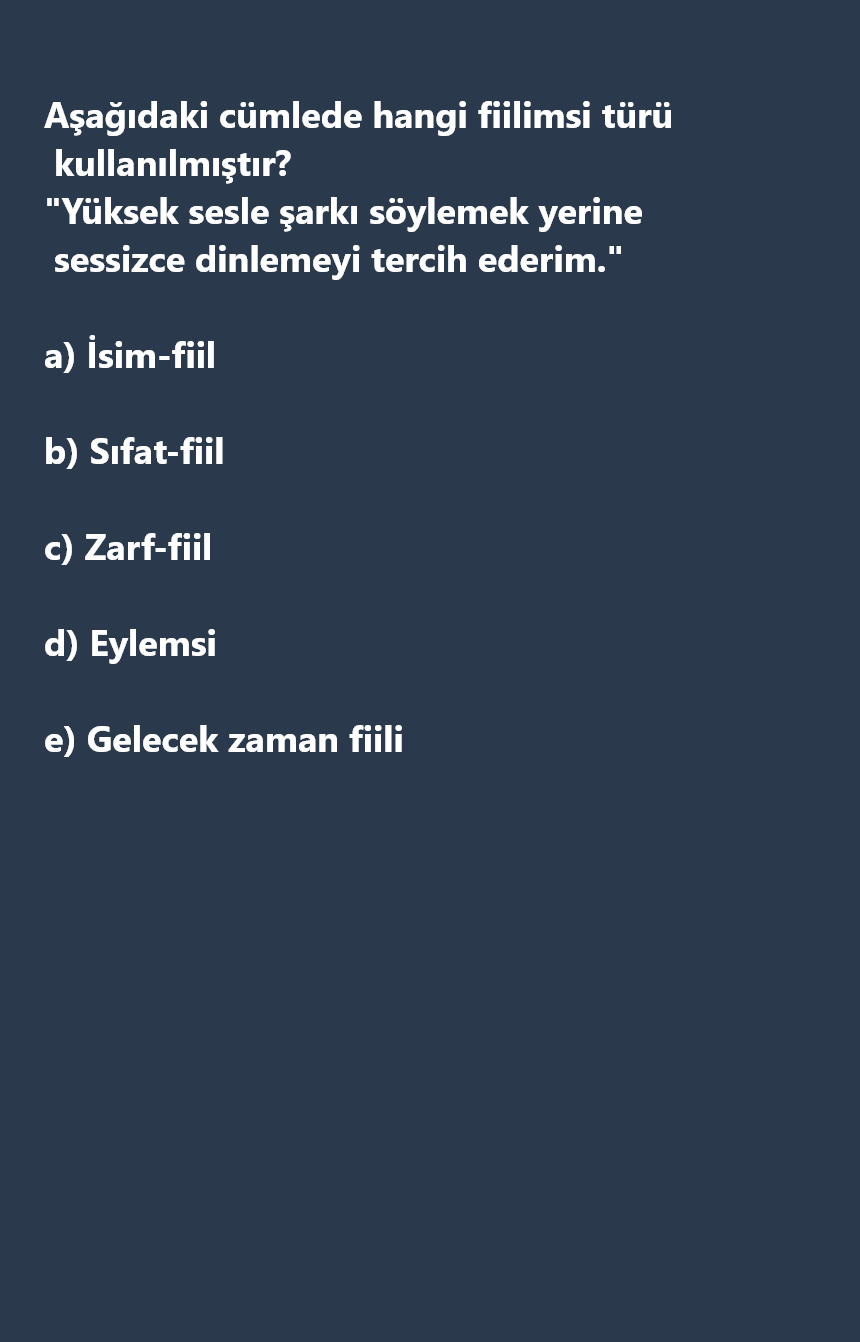 Aşağıdaki cümlede hangi fiilimsi türü
kullanılmıştır?
"Yüksek sesle şarkı söylemek yerine
sessizce dinlemeyi tercih ederim."
a) İsim-fiil
b) Sıfat-fiil
c) Zarf-fiil
d) Eylemsi
e) Gelecek zaman fiili